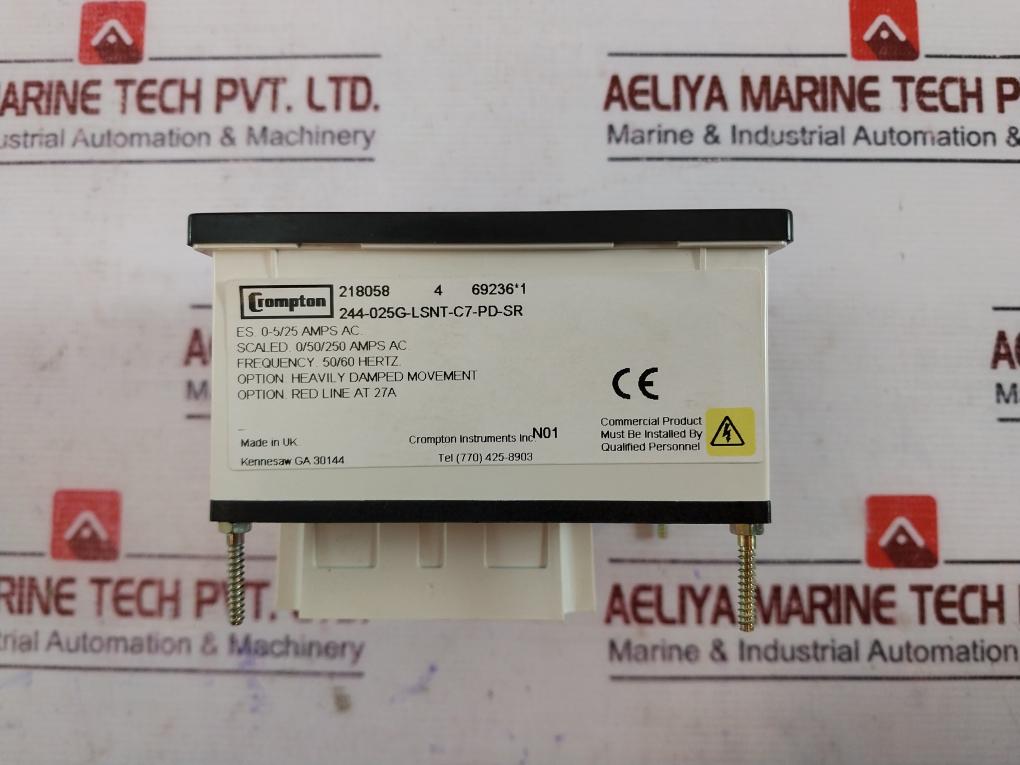 ARINE TECH PVT. LTD.
ustrial Automation & Machinery
AELIYA MARINE TECH P
Marine & Industrial Automation &
Crompton
218058 4 69236*1
244-025G-LSNT-C7-PD-SR
ES. 0-5/25 AMPS AC.
SCALED. 0/50/250 AMPS AC.
FREQUENCY. 50/60 HERTZ.
OPTION. HEAVILY DAMPED MOVEMENT
OPTION. RED LINE AT 27A
CE
Commercial Product
Must Be Installed By
Qualified Personnel
Made in UK.
Crompton Instruments Inc. N01
Kennesaw GA 30144
Tel (770) 425-8903
A
M
RINE TECH PVT. LTD.
trial Automation & Machinery
AELIYA MARINE TECH
Marine & Industrial Automation